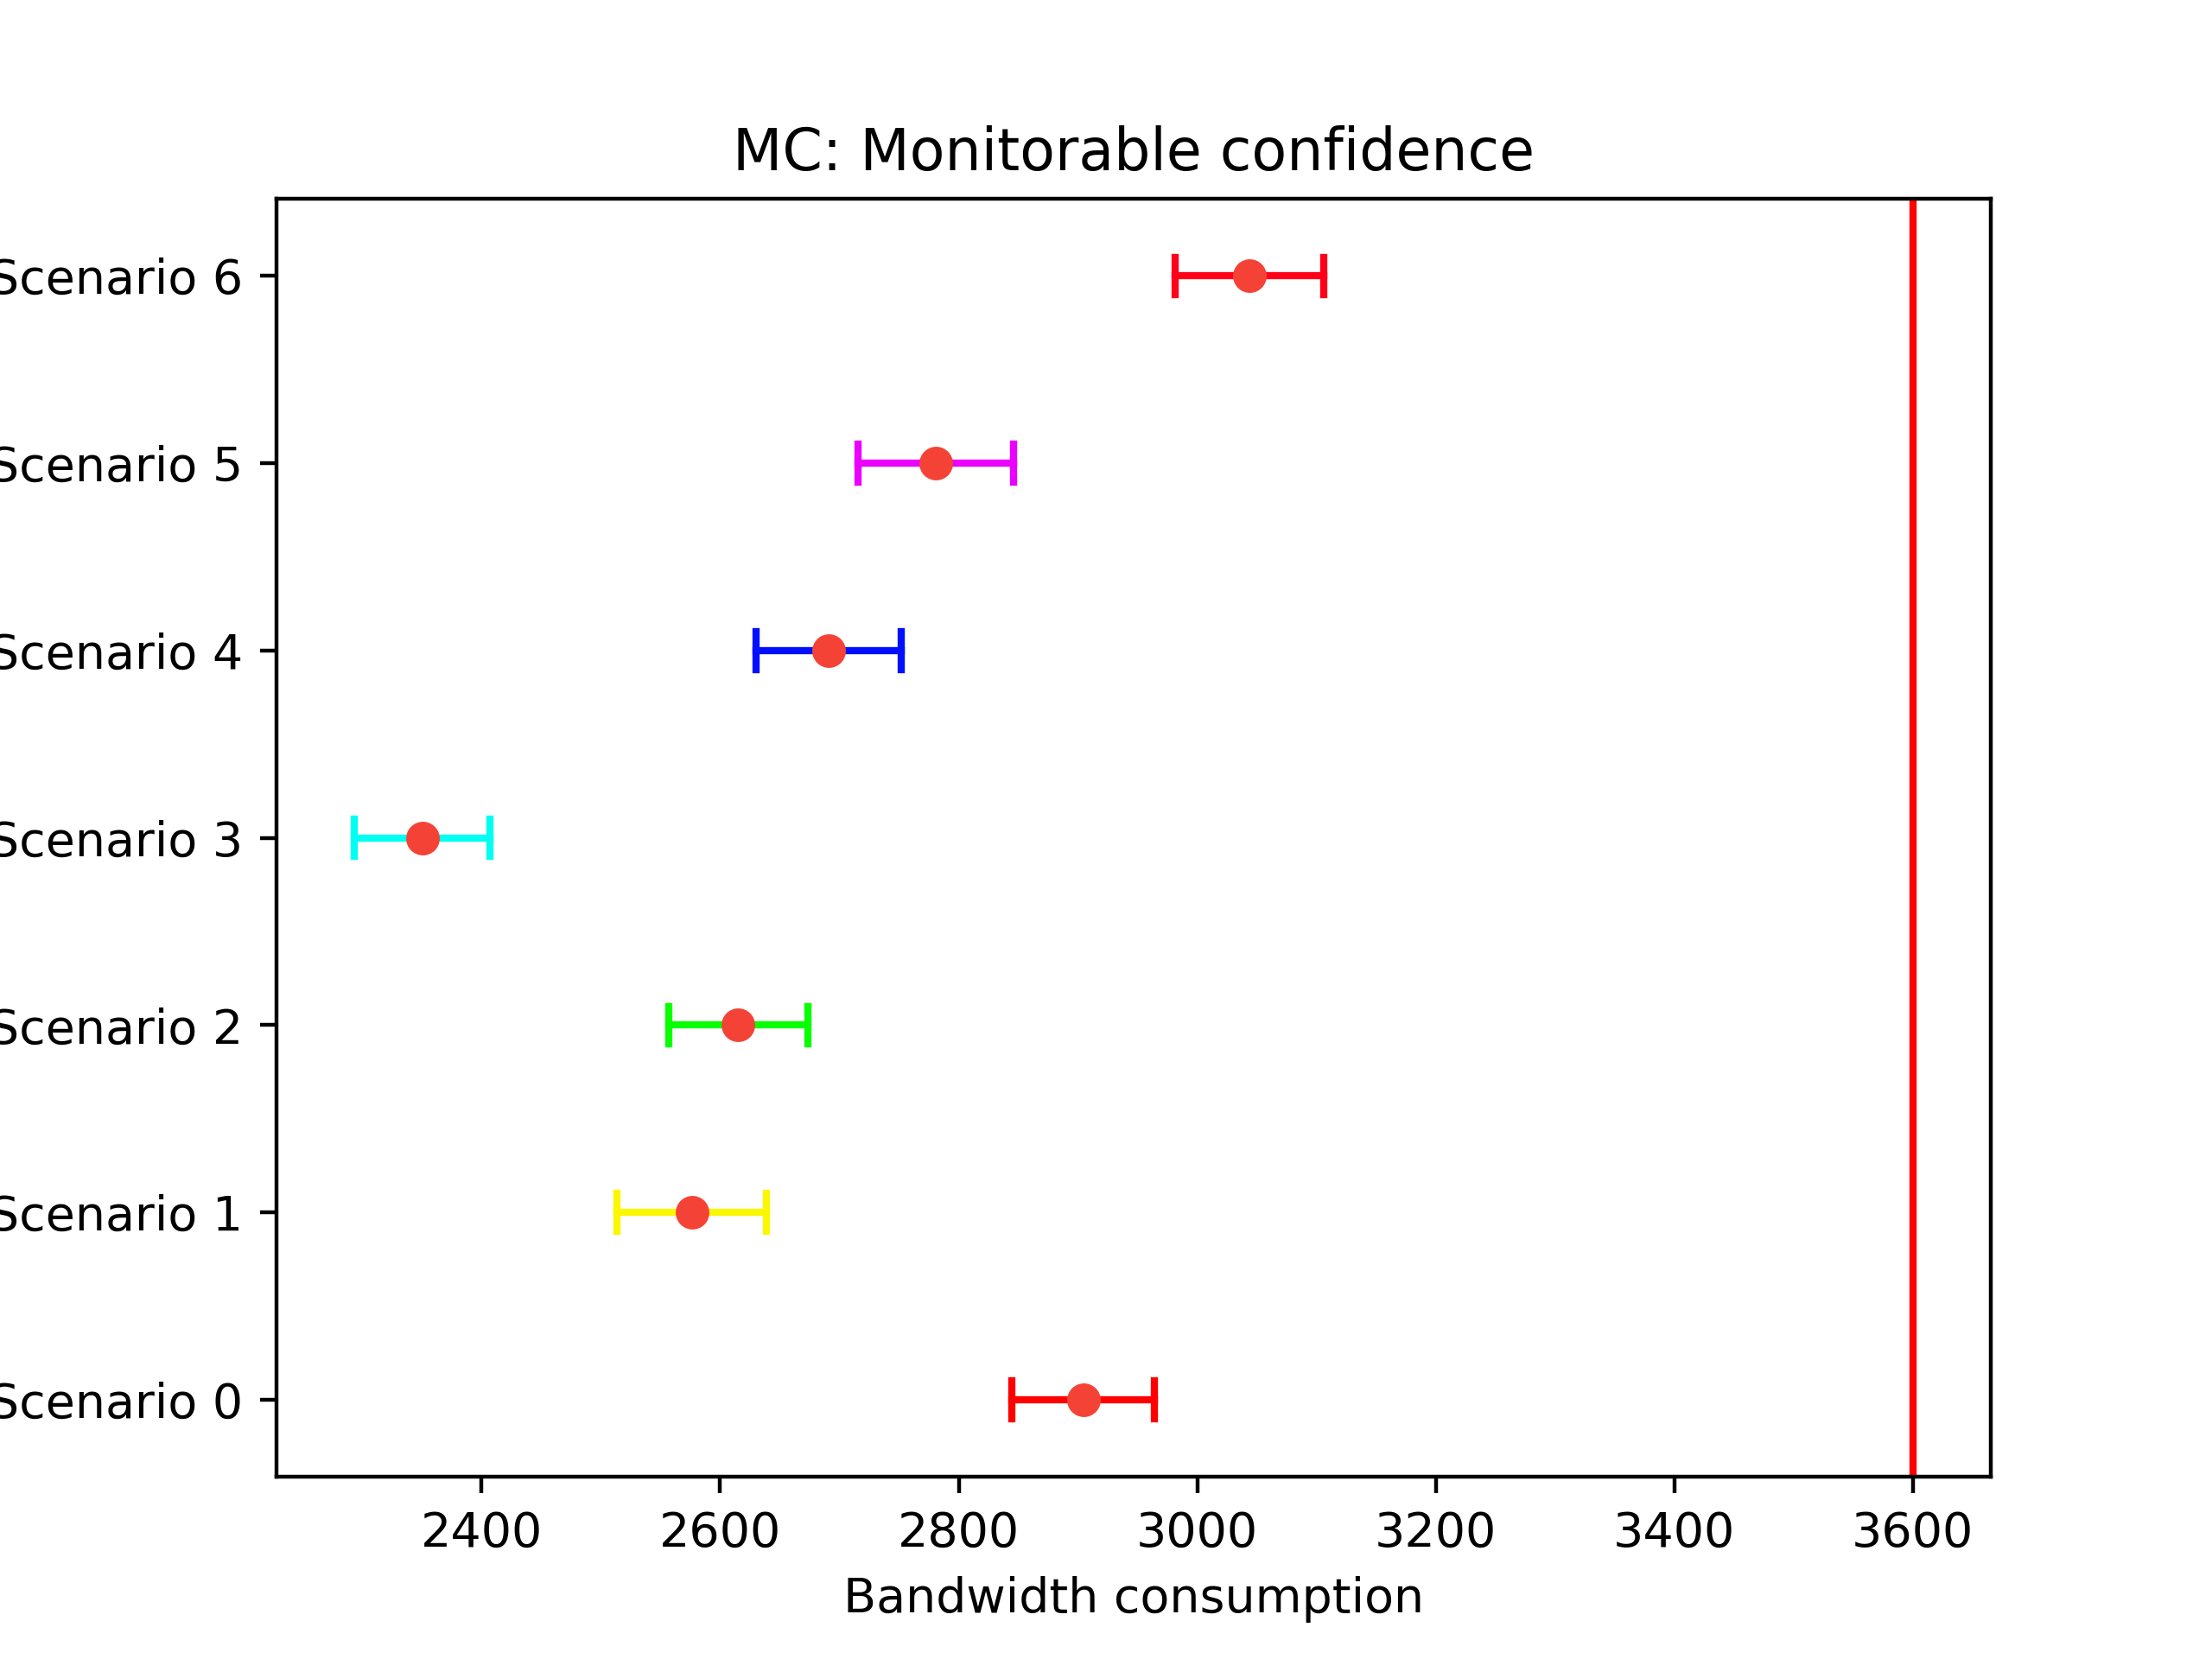 MC: Monitorable confidence
Scenario 6
Scenario 5
Scenario 4
Scenario 3
Scenario 2
Scenario 1
Scenario 0
2400 2600 2800 3000 3200 3400 3600
Bandwidth consumption